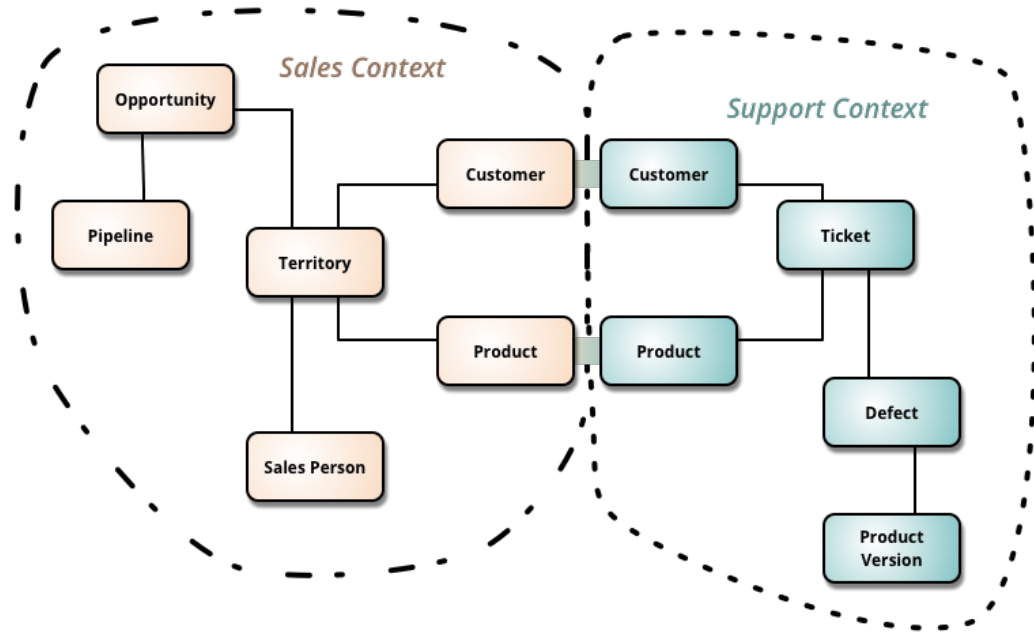 Sales Context
Support Context
Opportunity
Customer
Customer
Pipeline
Ticket
Territory
Product
Product
Defect
Sales Person
Product
Version